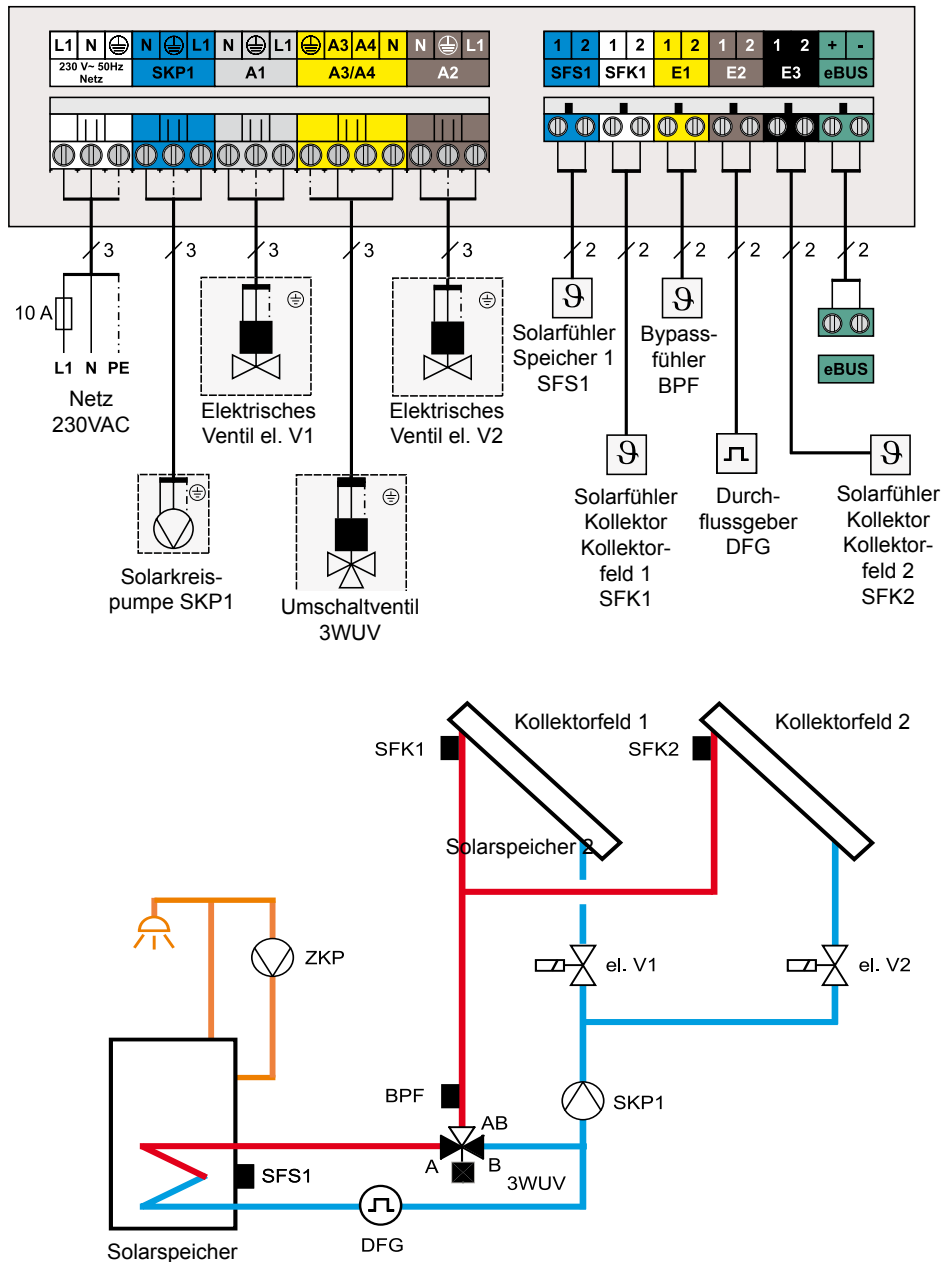 L1 N N L1 N L1 A3 A4 N N L1
230 V~ 50Hz
Netz
SKP1 A1 A3/A4 A2
1 2 1 2 1 2 1 2 1 2 + -
SFS1 SFK1 E1 E2 E3 eBUS
3 3 3 3 3 2 2 2 2 2 2
10 A
L1 N PE
Netz
230VAC
Solarkreis-
pumpe SKP1
Elektrisches
Ventil el. V1
Umschaltventil
3WUV
Elektrisches
Ventil el. V2
ϑ
Solarfühler
Speicher 1
SFS1
ϑ
Solarfühler
Kollektor
Kollektor-
feld 1
SFK1
ϑ
Bypass-
fühler
BPF
Durch-
flussgeber
DFG
ϑ
Solarfühler
Kollektor
Kollektor-
feld 2
SFK2
eBUS
Kollektorfeld 1
Kollektorfeld 2
SFK1
SFK2
Solarspeicher 2
ZKP
el. V1
el. V2
BPF
SKP1
AB
A
B
3WUV
SFS1
DFG
Solarspeicher